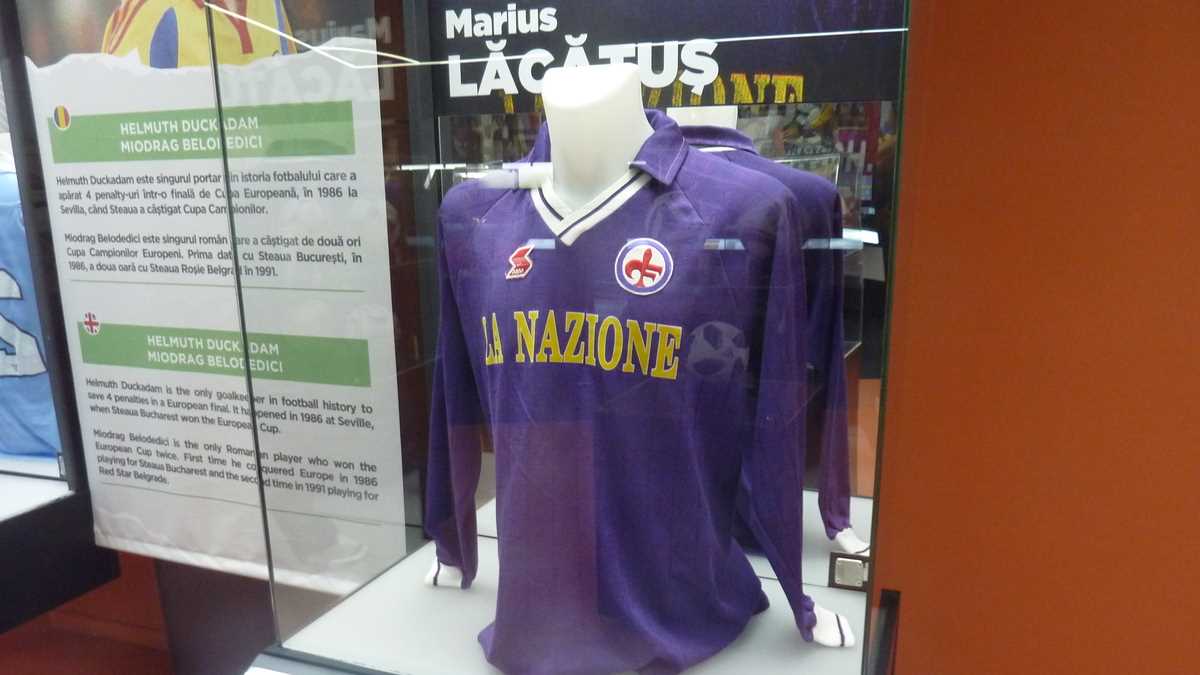 HELMUTH DUCKADAM
MIODRAG BELODEDICI
Helmuth Duckadam este singurul portar din istoria fotbalului care a
apărat 4 penalty-uri într-o finală de Cupa Europeană, în 1986 la
Sevilla, când Steaua a câștigat Cupa Campionilor.
Miodrag Belodedici este singurul român care a câștigat de două ori
Cupa Campionilor Europeni. Prima dată cu Steaua București, în
1986, a doua oară cu Steaua Roșie Belgrad în 1991.
HELMUTH DUCKADAM
MIODRAG BELODEDICI
Helmuth Duckadam is the only goalkeeper in football history to
save 4 penalties in a European final. It happened in 1986 at Seville,
when Steaua Bucharest won the European Cup.
Miodrag Belodedici is the only Romanian player who won the
European Cup twice. First time he conquered Europe in 1986
playing for Steaua Bucharest and the second time in 1991 playing for
Red Star Belgrade.
Marius
LĂCĂTUȘ
LA NAZIONE